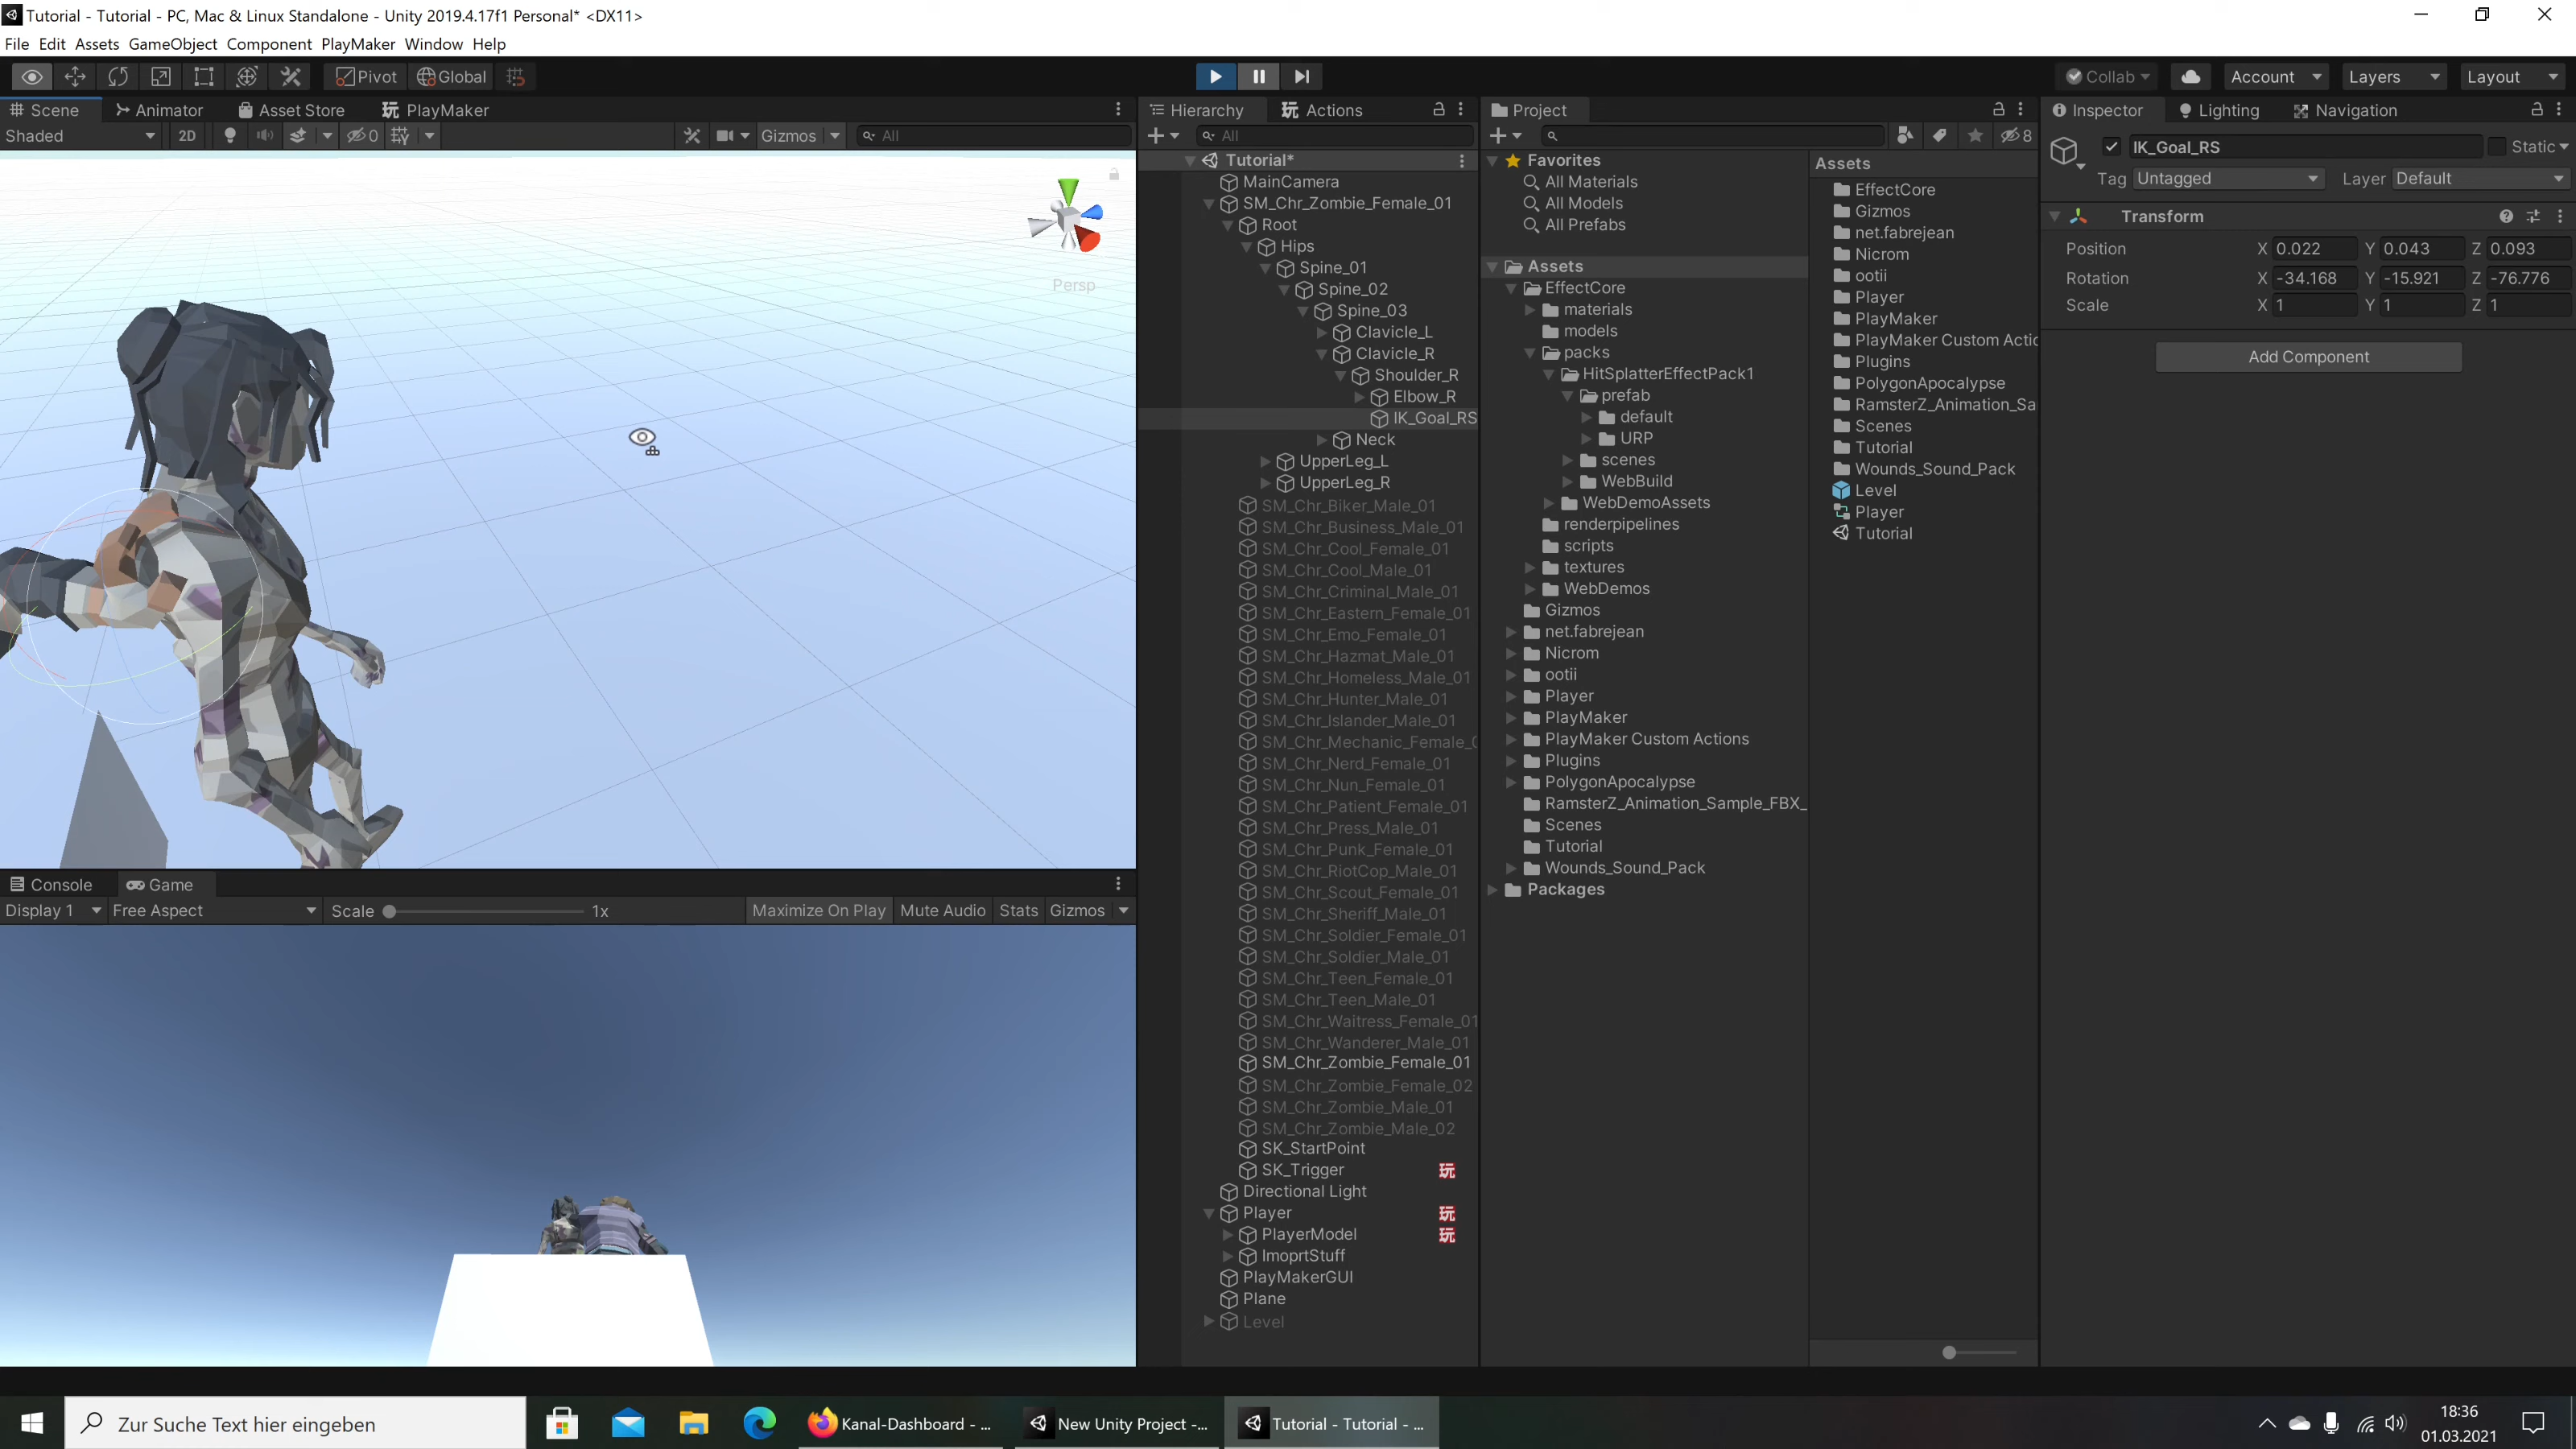 Tutorial - Tutorial - PC, Mac & Linux Standalone - Unity 2019.4.17f1 Personal* <DX11>
File Edit Assets GameObject Component PlayMaker Window Help
Pivot Global Collab Account Layers Layout
Scene Animator Asset Store PlayMaker
Shaded 2D 0 Gizmos All
Persp
Console Game
Display 1 Free Aspect Scale 1x Maximize On Play Mute Audio Stats Gizmos
Hierarchy Actions
All
Tutorial*
MainCamera
SM_Chr_Zombie_Female_01
Root
Hips
Spine_01
Spine_02
Spine_03
Clavicle_L
Clavicle_R
Shoulder_R
Elbow_R
IK_Goal_RS
Neck
UpperLeg_L
UpperLeg_R
SM_Chr_Biker_Male_01
SM_Chr_Business_Male_01
SM_Chr_Cool_Female_01
SM_Chr_Cool_Male_01
SM_Chr_Criminal_Male_01
SM_Chr_Eastern_Female_01
SM_Chr_Emo_Female_01
SM_Chr_Hazmat_Male_01
SM_Chr_Homeless_Male_01
SM_Chr_Hunter_Male_01
SM_Chr_Islander_Male_01
SM_Chr_Mechanic_Female_0
SM_Chr_Nerd_Female_01
SM_Chr_Nun_Female_01
SM_Chr_Patient_Female_01
SM_Chr_Press_Male_01
SM_Chr_Punk_Female_01
SM_Chr_RiotCop_Male_01
SM_Chr_Scout_Female_01
SM_Chr_Sheriff_Male_01
SM_Chr_Soldier_Female_01
SM_Chr_Soldier_Male_01
SM_Chr_Teen_Female_01
SM_Chr_Teen_Male_01
SM_Chr_Waitress_Female_01
SM_Chr_Wanderer_Male_01
SM_Chr_Zombie_Female_01
SM_Chr_Zombie_Female_02
SM_Chr_Zombie_Male_01
SM_Chr_Zombie_Male_02
SK_StartPoint
SK_Trigger 玩
Directional Light
Player 玩
PlayerModel 玩
ImoprtStuff
PlayMakerGUI
Plane
Level
Project
8
Favorites
All Materials
All Models
All Prefabs
Assets
EffectCore
materials
models
packs
HitSplatterEffectPack1
prefab
default
URP
scenes
WebBuild
WebDemoAssets
renderpipelines
scripts
textures
WebDemos
Gizmos
net.fabrejean
Nicrom
ootii
Player
PlayMaker
PlayMaker Custom Actions
Plugins
PolygonApocalypse
RamsterZ_Animation_Sample_FBX_
Scenes
Tutorial
Wounds_Sound_Pack
Packages
Assets
EffectCore
Gizmos
net.fabrejean
Nicrom
ootii
Player
PlayMaker
PlayMaker Custom Actic
Plugins
PolygonApocalypse
RamsterZ_Animation_Sa
Scenes
Tutorial
Wounds_Sound_Pack
Level
Player
Tutorial
Inspector Lighting Navigation
IK_Goal_RS Static
Tag Untagged Layer Default
Transform
Position X 0.022 Y 0.043 Z 0.093
Rotation X -34.168 Y -15.921 Z -76.776
Scale X 1 Y 1 Z 1
Add Component
Zur Suche Text hier eingeben
Kanal-Dashboard - ...
New Unity Project -...
Tutorial - Tutorial - ...
18:36
01.03.2021